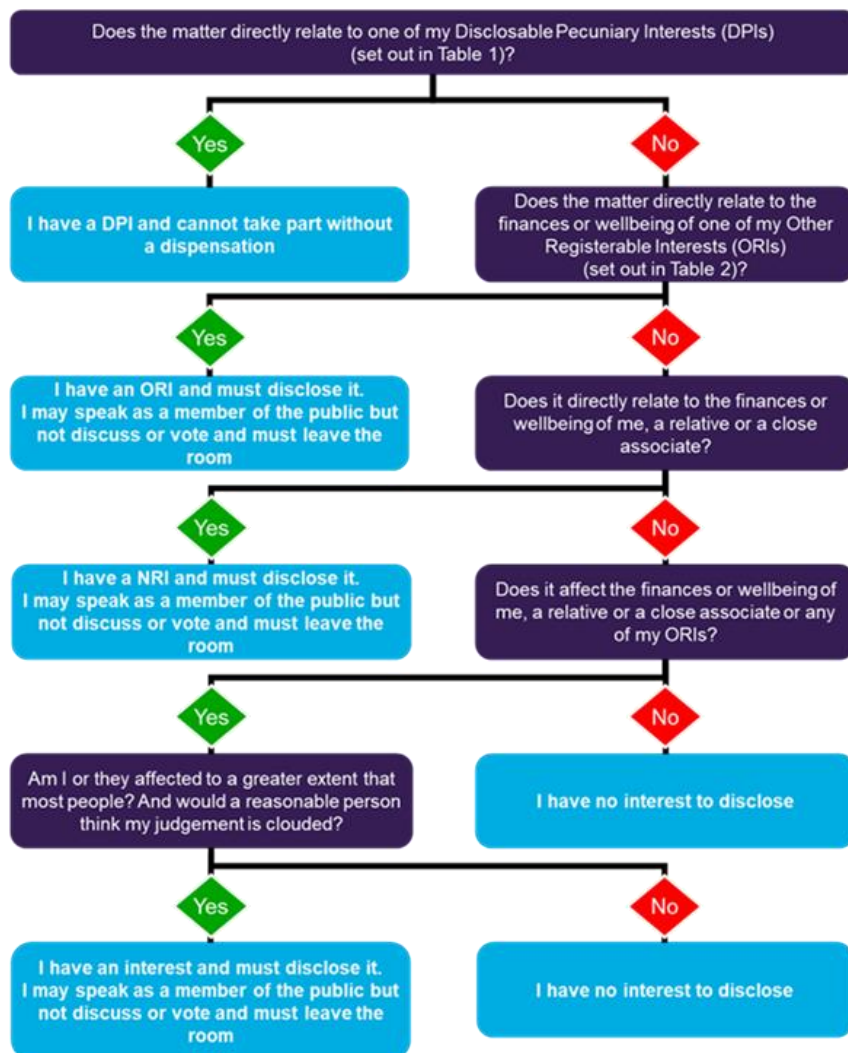 Does the matter directly relate to one of my Disclosable Pecuniary Interests (DPIs)
(set out in Table 1)?
Yes
No
I have a DPI and cannot take part without
a dispensation
Does the matter directly relate to the
finances or wellbeing of one of my Other
Registerable Interests (ORIs)
(set out in Table 2)?
Yes
No
I have an ORI and must disclose it.
I may speak as a member of the public but
not discuss or vote and must leave the
room
Does it directly relate to the finances or
wellbeing of me, a relative or a close
associate?
Yes
No
I have a NRI and must disclose it.
I may speak as a member of the public but
not discuss or vote and must leave the
room
Does it affect the finances or wellbeing of
me, a relative or a close associate or any
of my ORIs?
Yes
No
Am I or they affected to a greater extent that
most people? And would a reasonable person
think my judgement is clouded?
I have no interest to disclose
Yes
No
I have an interest and must disclose it.
I may speak as a member of the public but
not discuss or vote and must leave the
room
I have no interest to disclose